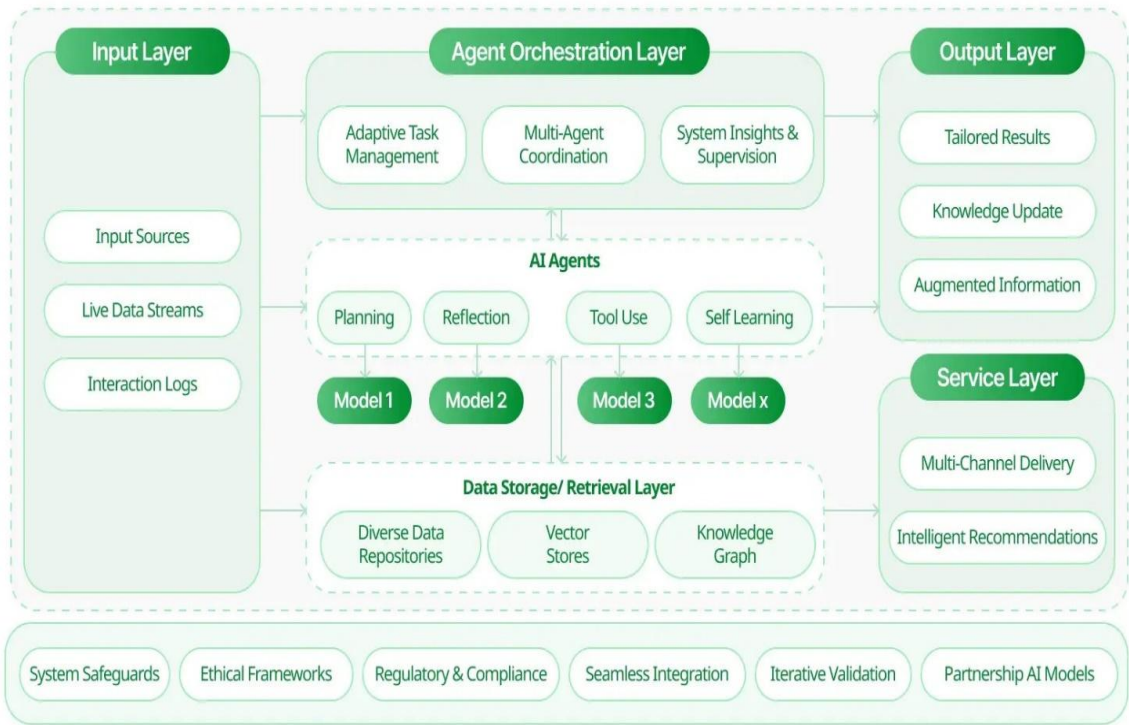 Input Layer
Input Sources
Live Data Streams
Interaction Logs
Agent Orchestration Layer
Adaptive Task
Management
Multi-Agent
Coordination
System Insights &
Supervision
AI Agents
Planning
Reflection
Tool Use
Self Learning
Model 1
Model 2
Model 3
Model x
Data Storage/ Retrieval Layer
Diverse Data
Repositories
Vector
Stores
Knowledge
Graph
Output Layer
Tailored Results
Knowledge Update
Augmented Information
Service Layer
Multi-Channel Delivery
Intelligent Recommendations
System Safeguards
Ethical Frameworks
Regulatory & Compliance
Seamless Integration
Iterative Validation
Partnership AI Models